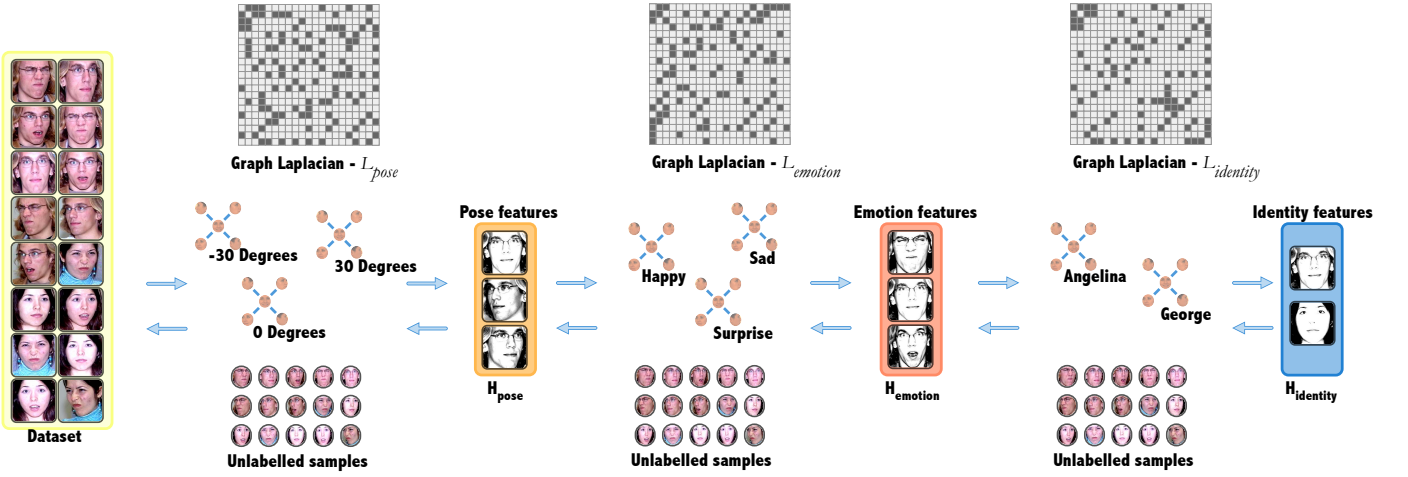 Graph Laplacian - L_pose
Graph Laplacian - L_emotion
Graph Laplacian - L_identity
Pose features
Emotion features
Identity features
-30 Degrees
30 Degrees
0 Degrees
Happy
Sad
Surprise
Angelina
George
H_pose
H_emotion
H_identity
Dataset
Unlabelled samples
Unlabelled samples
Unlabelled samples